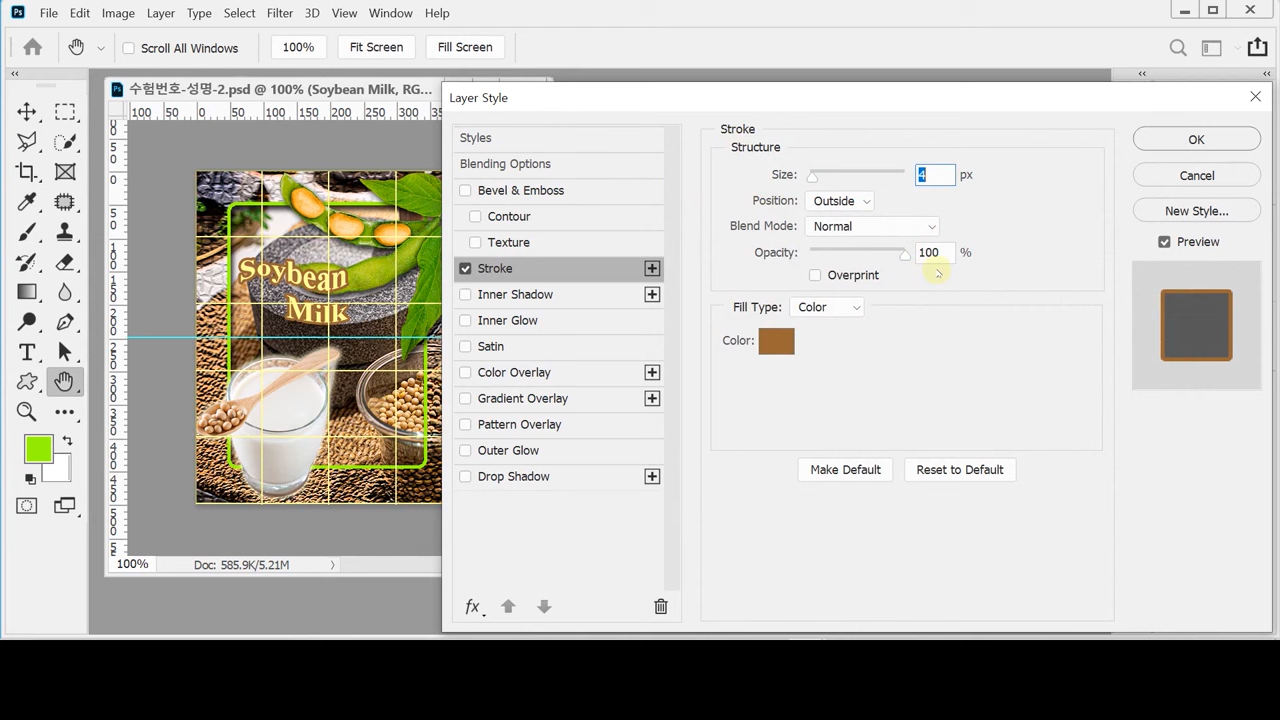 Ps File Edit Image Layer Type Select Filter 3D View Window Help
Scroll All Windows 100% Fit Screen Fill Screen
Ps 수험번호-성명-2.psd @ 100% (Soybean Milk, RG...
100 50 0 50 100 150 200 250 300
Layer Style
Styles
Blending Options
Bevel & Emboss
Contour
Texture
Stroke
Inner Shadow
Inner Glow
Satin
Color Overlay
Gradient Overlay
Pattern Overlay
Outer Glow
Drop Shadow
fx
Stroke
Structure
Size: 4 px
Position: Outside
Blend Mode: Normal
Opacity: 100 %
Overprint
Fill Type: Color
Color:
Make Default Reset to Default
OK
Cancel
New Style...
Preview
Soybean
Milk
100% Doc: 585.9K/5.21M